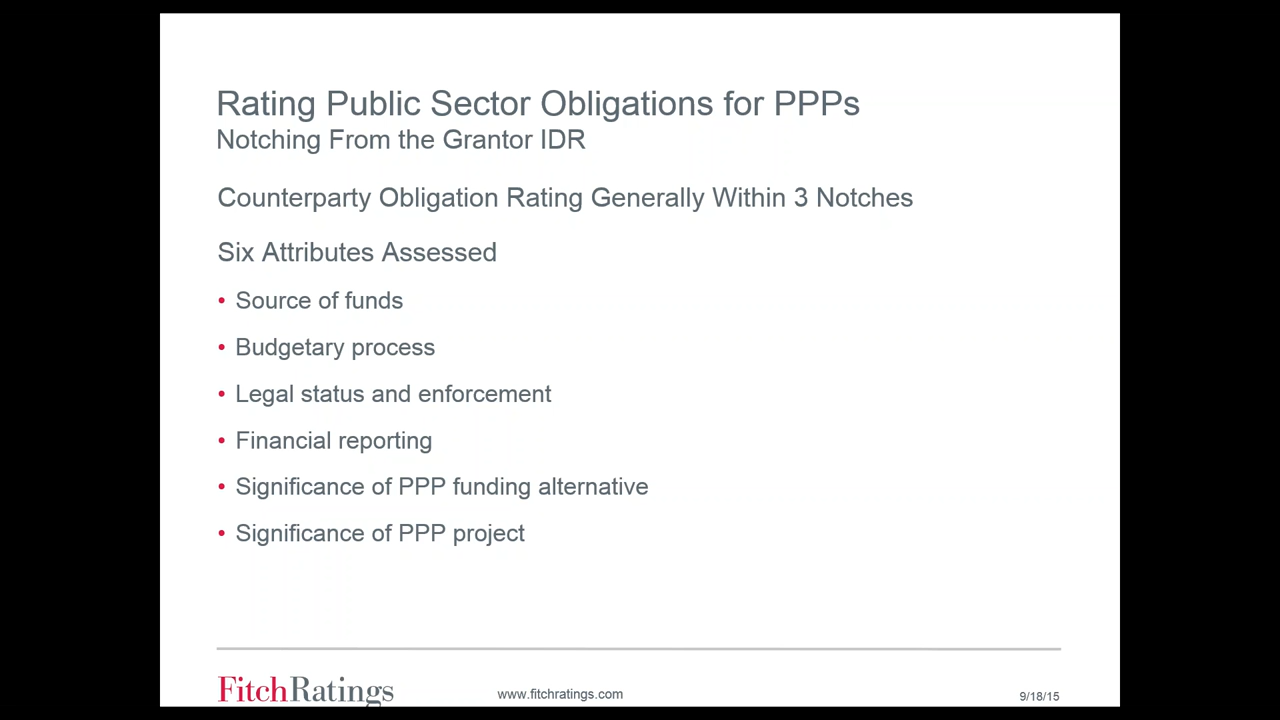 Rating Public Sector Obligations for PPPs
Notching From the Grantor IDR
Counterparty Obligation Rating Generally Within 3 Notches
Six Attributes Assessed
• Source of funds
• Budgetary process
• Legal status and enforcement
• Financial reporting
• Significance of PPP funding alternative
• Significance of PPP project
FitchRatings
www.fitchratings.com
9/18/15